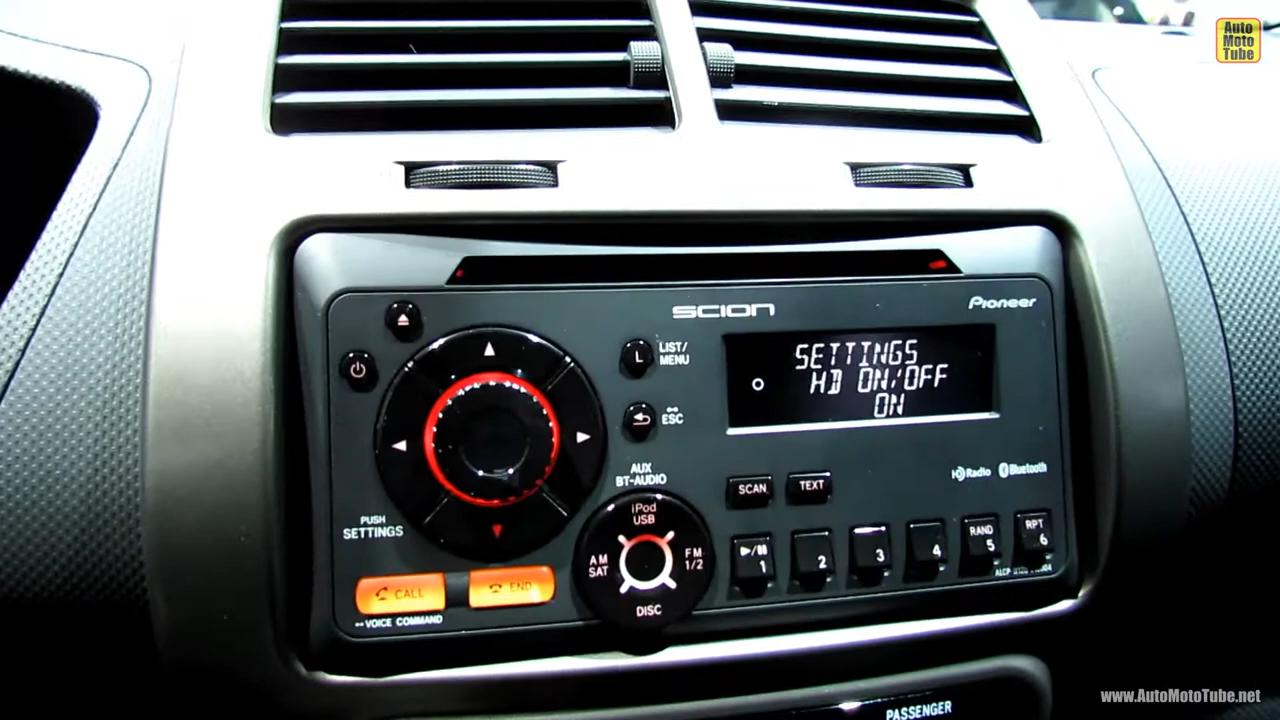 Auto
Moto
Tube
SCION
Pioneer
LIST/
MENU
L
SETTINGS
HD ON/OFF
ON
ESC
AUX
BT-AUDIO
HD Radio
Bluetooth
SCAN
TEXT
PUSH
SETTINGS
iPod
USB
AM
SAT
FM
1/2
DISC
1
2
3
4
RAND
5
RPT
6
CALL
END
VOICE COMMAND
PASSENGER
www.AutoMotoTube.net